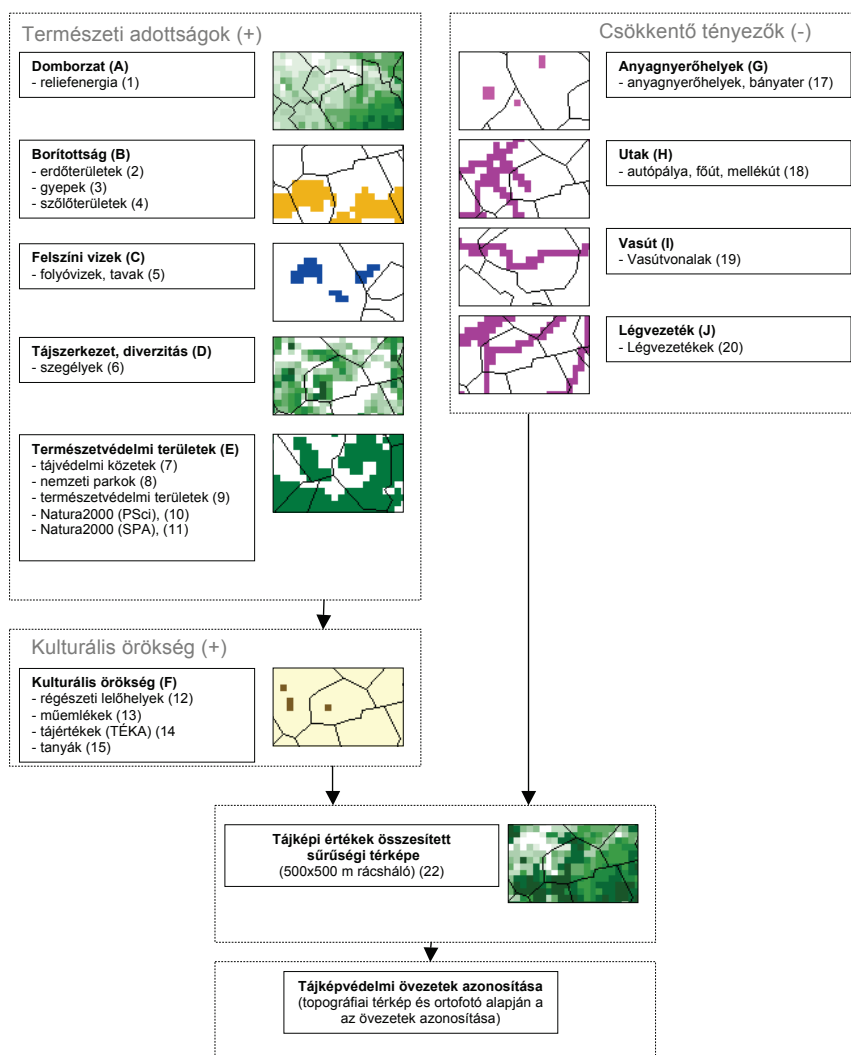 Természeti adottságok (+)
Domborzat (A)
- reliefenergia (1)
Borítottság (B)
- erdőterületek (2)
- gyepek (3)
- szőlőterületek (4)
Felszíni vizek (C)
- folyóvizek, tavak (5)
Tájszerkezet, diverzitás (D)
- szegélyek (6)
Természetvédelmi területek (E)
- tájvédelmi közetek (7)
- nemzeti parkok (8)
- természetvédelmi területek (9)
- Natura2000 (PSci), (10)
- Natura2000 (SPA), (11)
Csökkentő tényezők (-)
Anyagnyerőhelyek (G)
- anyagnyerőhelyek, bányater (17)
Utak (H)
- autópálya, főút, mellékút (18)
Vasút (I)
- Vasútvonalak (19)
Légvezeték (J)
- Légvezetékek (20)
Kulturális örökség (+)
Kulturális örökség (F)
- régészeti lelőhelyek (12)
- műemlékek (13)
- tájértékek (TÉKA) (14
- tanyák (15)
Tájképi értékek összesített
sűrűségi térképe
(500x500 m rácsháló) (22)
Tájképvédelmi övezetek azonosítása
(topográfiai térkép és ortofotó alapján a
az övezetek azonosítása)